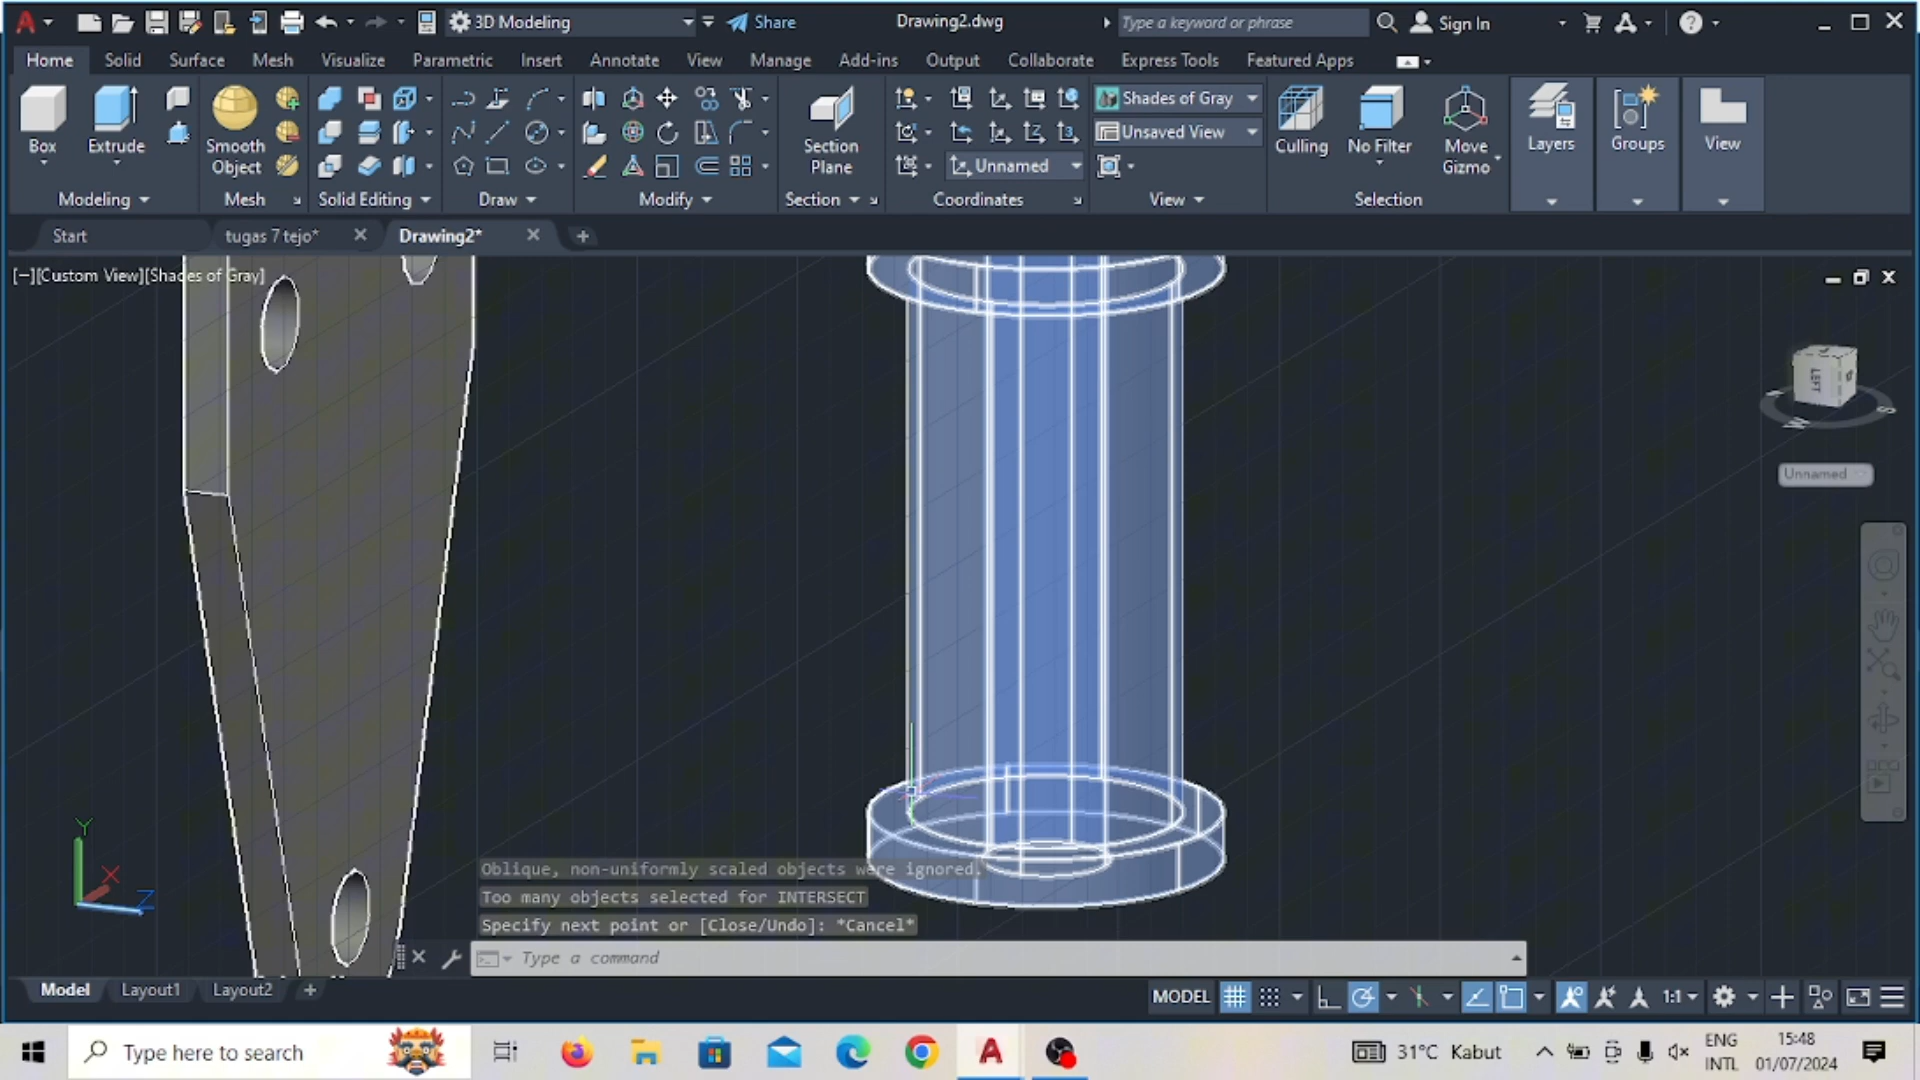 3D Modeling
Share
Drawing2.dwg
Type a keyword or phrase
Sign In
Home
Solid
Surface
Mesh
Visualize
Parametric
Insert
Annotate
View
Manage
Add-ins
Output
Collaborate
Express Tools
Featured Apps
Box
Extrude
Smooth
Object
Section
Plane
Shades of Gray
Unsaved View
Unnamed
Culling
No Filter
Move
Gizmo
Layers
Groups
View
Modeling
Mesh
Solid Editing
Draw
Modify
Section
Coordinates
View
Selection
Start
tugas 7 tejo*
Drawing2*
[−][Custom View][Shades of Gray]
LEFT
W
S
Unnamed
Y
X
Z
Oblique, non-uniformly scaled objects were ignored.
Too many objects selected for INTERSECT
Specify next point or [Close/Undo]: *Cancel*
Type a command
Model
Layout1
Layout2
MODEL
1:1
Type here to search
31°C Kabut
ENG
INTL
15:48
01/07/2024